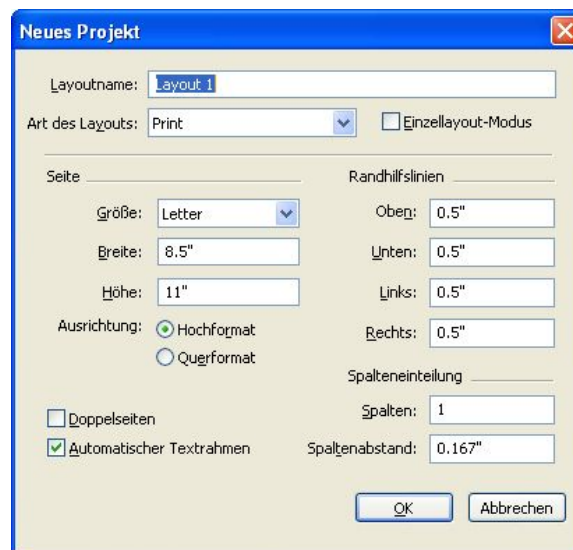 Neues Projekt
Layoutname: Layout 1
Art des Layouts: Print Einzellayout-Modus
Seite Randhilfslinien
Größe: Letter Oben: 0.5"
Breite: 8.5" Unten: 0.5"
Höhe: 11" Links: 0.5"
Ausrichtung: Hochformat Rechts: 0.5"
Querformat
Spalteneinteilung
Doppelseiten Spalten: 1
Automatischer Textrahmen Spaltenabstand: 0.167"
OK Abbrechen